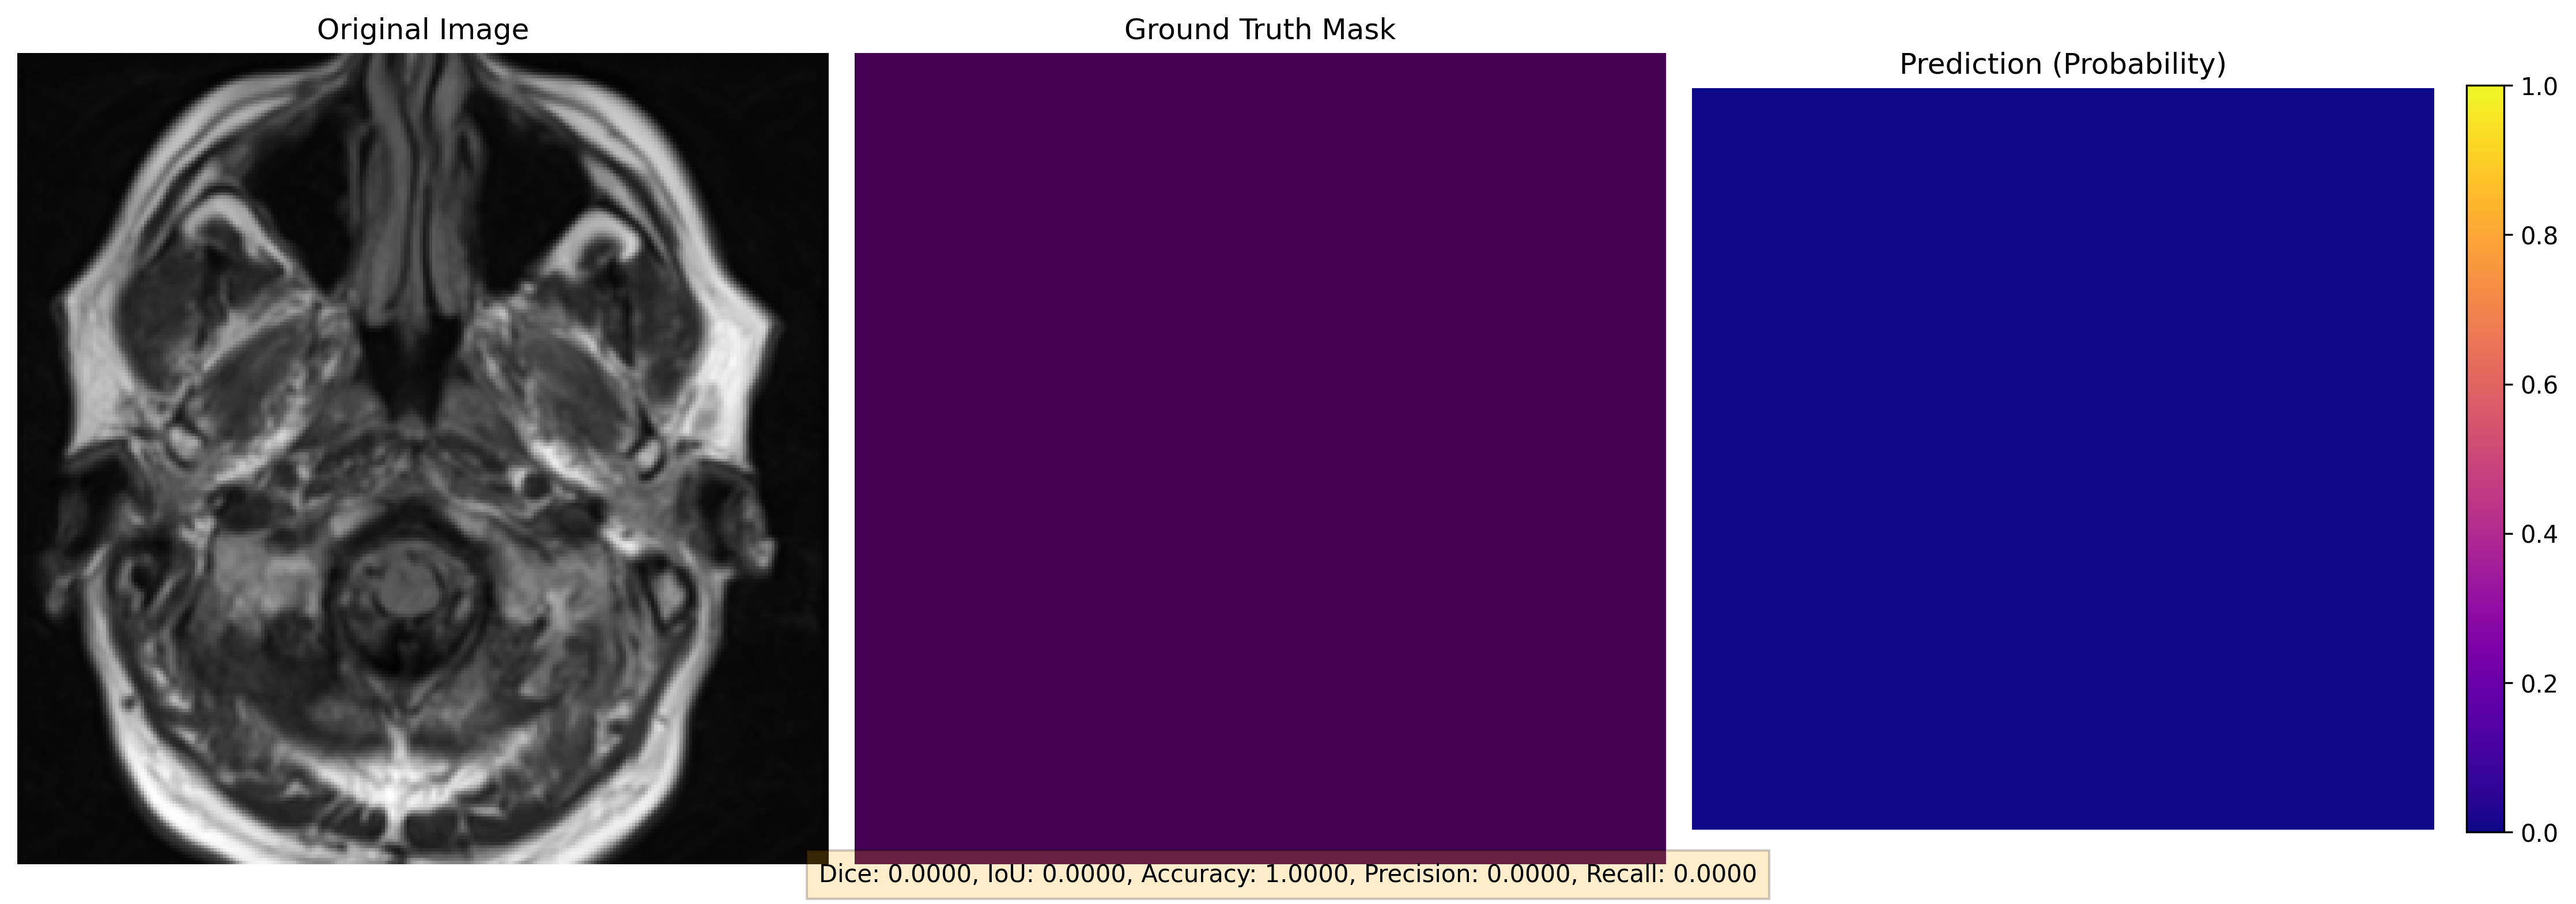 Original Image
Ground Truth Mask
Prediction (Probability)
1.0
0.8
0.6
0.4
0.2
0.0
Dice: 0.0000, IoU: 0.0000, Accuracy: 1.0000, Precision: 0.0000, Recall: 0.0000